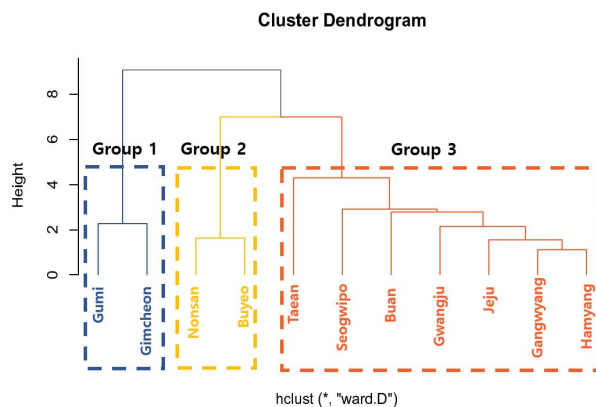 Cluster Dendrogram
Height
8
6
4
2
0
Group 1
Group 2
Group 3
Gumi
Gimcheon
Nonsan
Buyeo
Taean
Seogwipo
Buan
Gwangju
Jeju
Gangwyang
Hamyang
hclust (*, "ward.D")